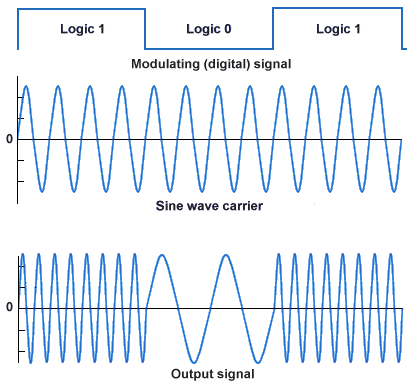 Logic 1 Logic 0 Logic 1
Modulating (digital) signal
0
Sine wave carrier
0
Output signal